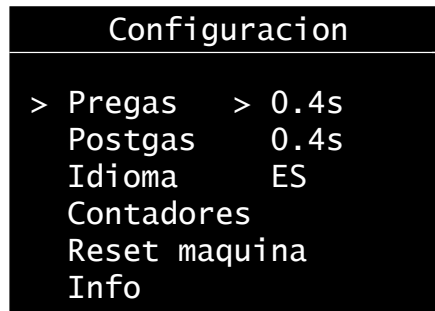 Configuracion
> Pregas > 0.4s
Postgas 0.4s
Idioma ES
Contadores
Reset maquina
Info